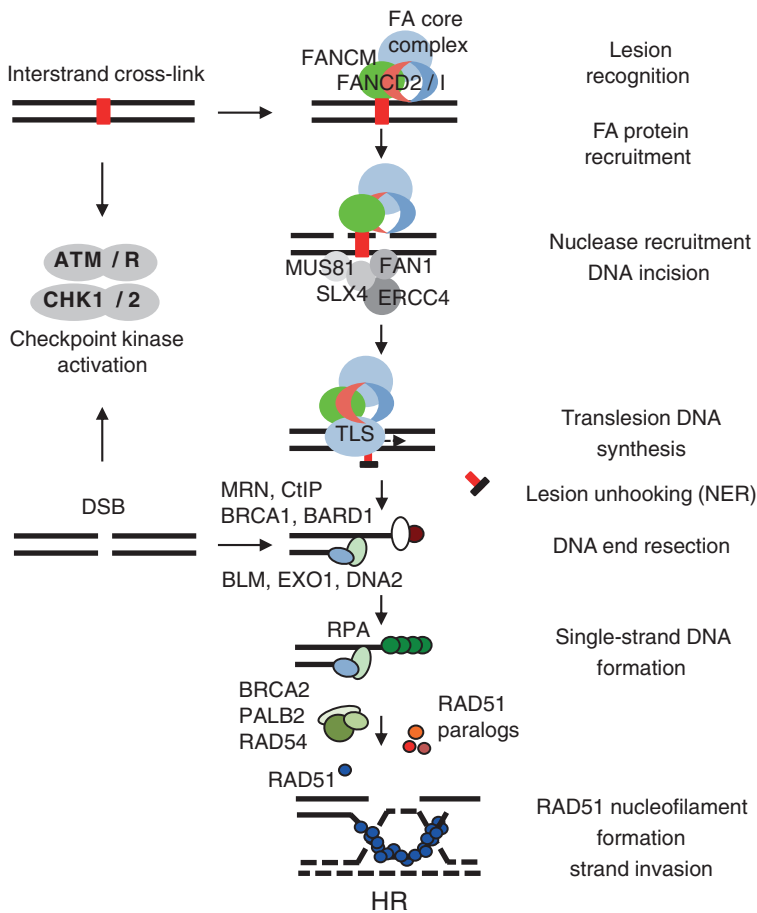 FA core
complex
FANCM
FANCD2 / I
Lesion
recognition
Interstrand cross-link
FA protein
recruitment
Nuclease recruitment
DNA incision
MUS81
FAN1
SLX4
ERCC4
ATM / R
CHK1 / 2
Checkpoint kinase
activation
TLS
Translesion DNA
synthesis
Lesion unhooking (NER)
MRN, CtIP
BRCA1, BARD1
DSB
DNA end resection
BLM, EXO1, DNA2
RPA
Single-strand DNA
formation
BRCA2
PALB2
RAD54
RAD51
paralogs
RAD51
RAD51 nucleofilament
formation
strand invasion
HR